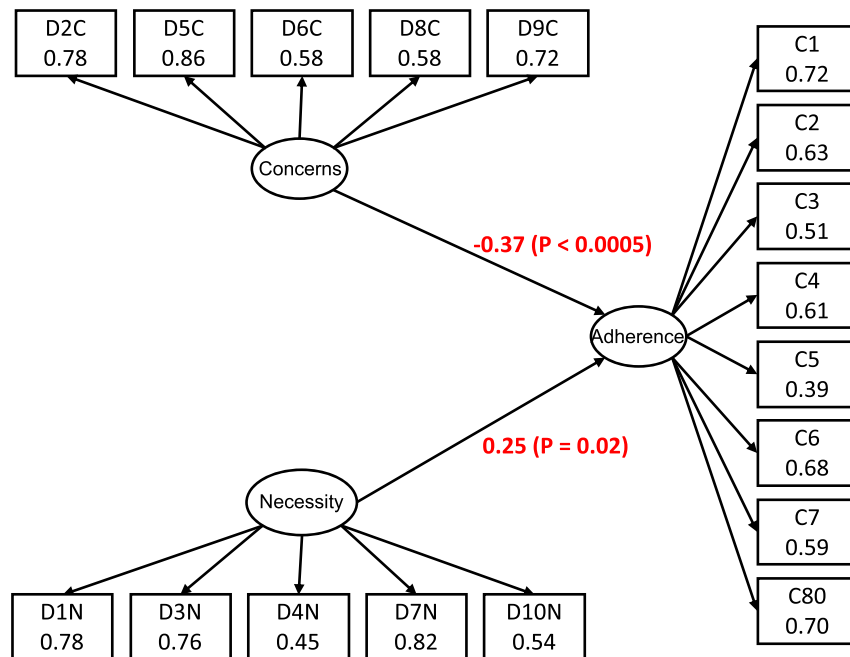 D2C
0.78
D5C
0.86
D6C
0.58
D8C
0.58
D9C
0.72
C1
0.72
C2
0.63
C3
0.51
C4
0.61
C5
0.39
C6
0.68
C7
0.59
C80
0.70
Concerns
-0.37 (P < 0.0005)
Adherence
0.25 (P = 0.02)
Necessity
D1N
0.78
D3N
0.76
D4N
0.45
D7N
0.82
D10N
0.54